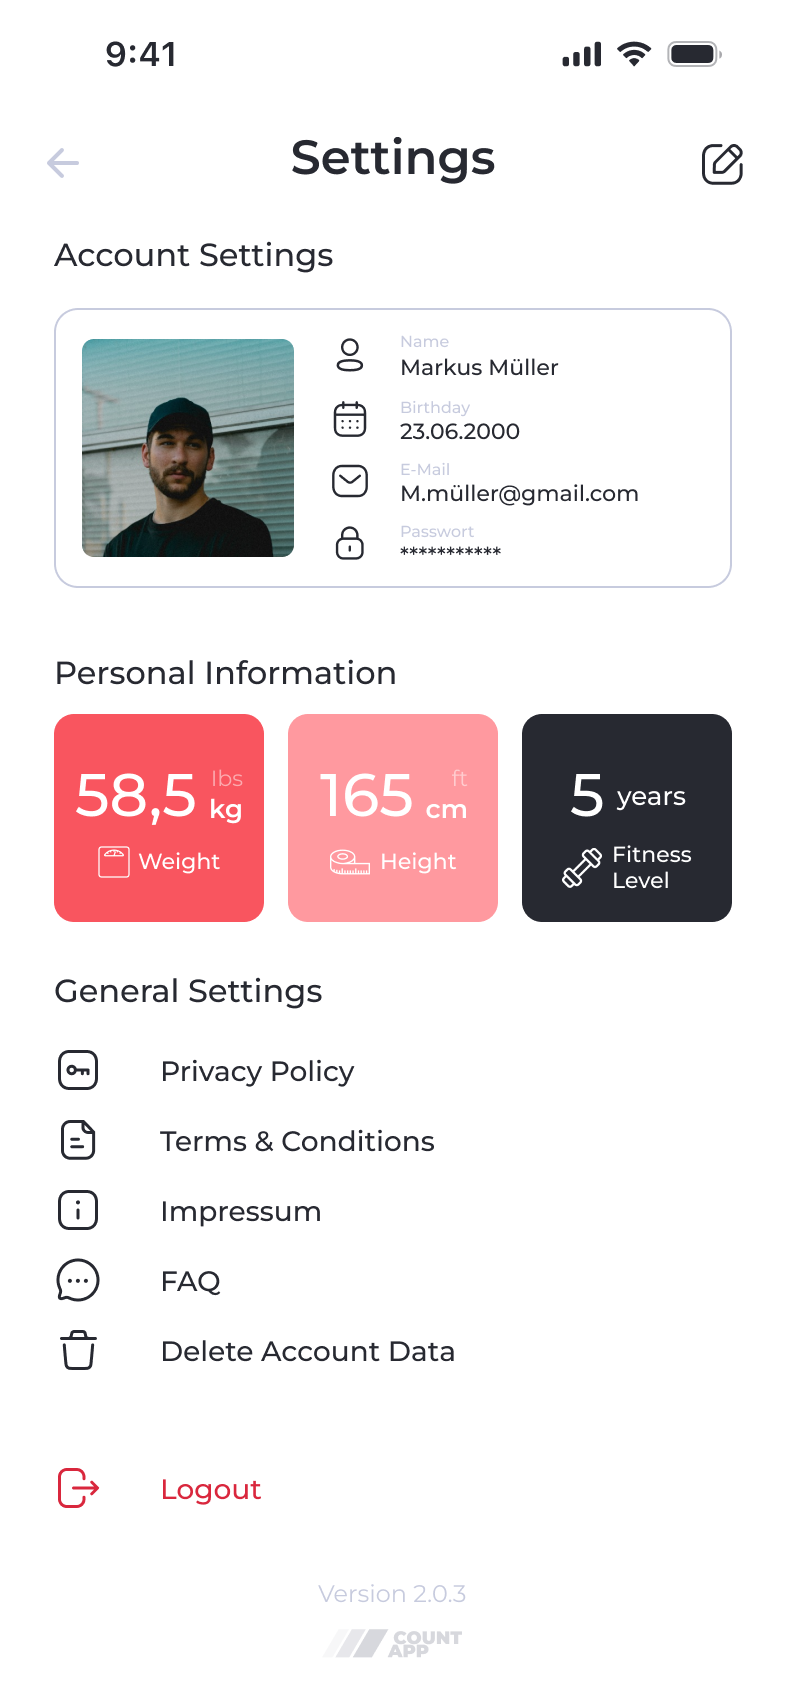 9:41
Settings
Account Settings
Name
Markus Müller
Birthday
23.06.2000
E-Mail
M.müller@gmail.com
Passwort
***********
Personal Information
58,5 lbs kg
Weight
165 ft cm
Height
5 years
Fitness
Level
General Settings
Privacy Policy
Terms & Conditions
Impressum
FAQ
Delete Account Data
Logout
Version 2.0.3
COUNT
APP